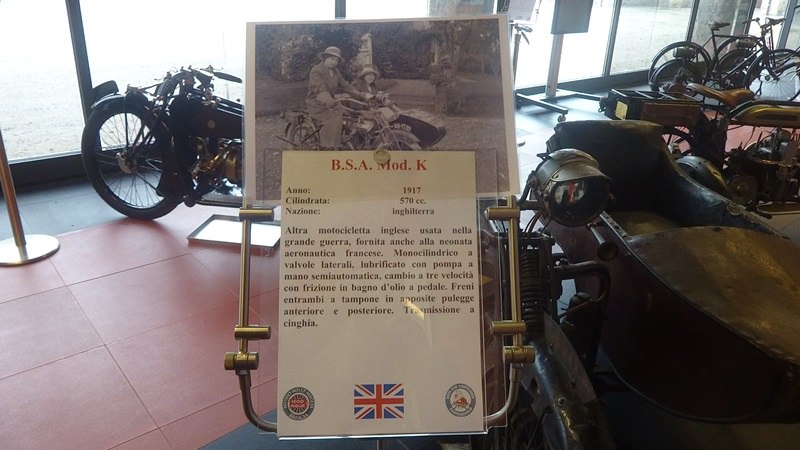 B.S.A. Mod. K
Anno: 1917
Cilindrata: 570 cc.
Nazione: inghilterra
Altra motocicletta inglese usata nella
grande guerra, fornita anche alla neonata
aeronautica francese. Monocilindrico a
valvole laterali, lubrificato con pompa a
mano semiautomatica, cambio a tre velocità
con frizione in bagno d'olio a pedale. Freni
entrambi a tampone in apposite pulegge
anteriore e posteriore. Trasmissione a
cinghia.